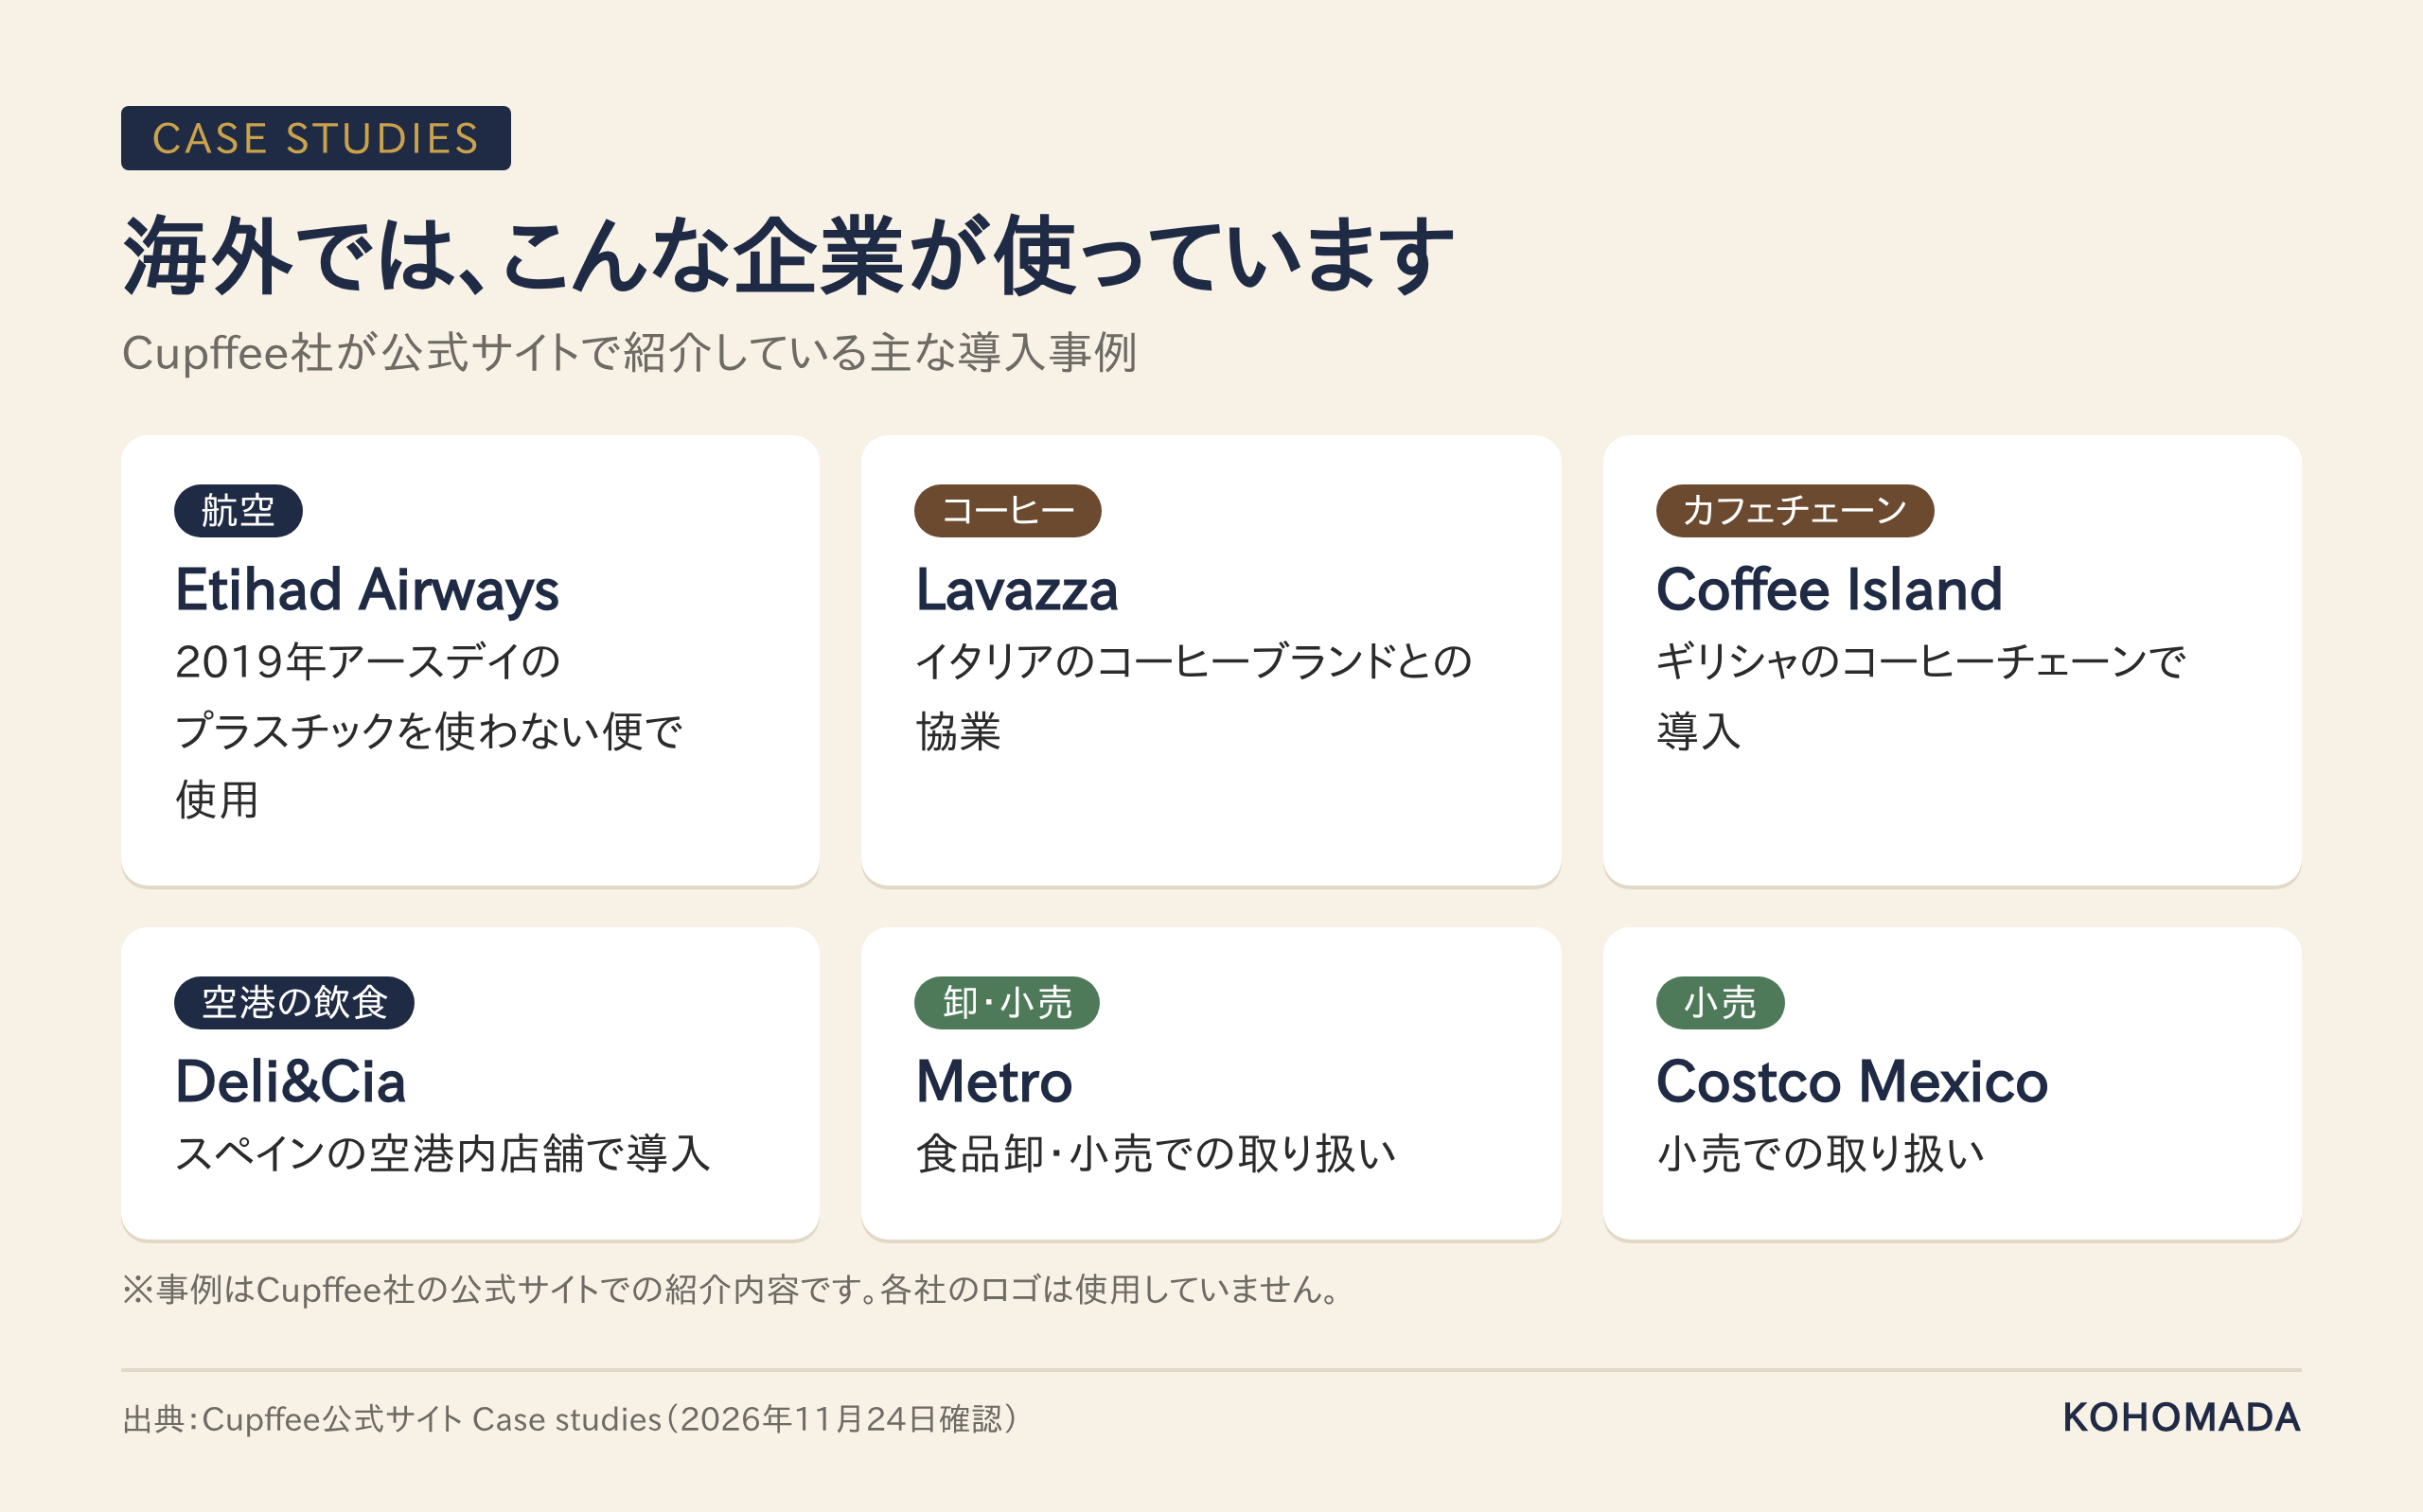 CASE STUDIES
海外では、こんな企業が使っています
Cupffee社が公式サイトで紹介している主な導入事例
航空
Etihad Airways
2019年アースデイの
プラスチックを使わない便で
使用
コーヒー
Lavazza
イタリアのコーヒーブランドとの
協業
カフェチェーン
Coffee Island
ギリシャのコーヒーチェーンで
導入
空港の飲食
Deli&Cia
スペインの空港内店舗で導入
卸・小売
Metro
食品卸・小売での取り扱い
小売
Costco Mexico
小売での取り扱い
※事例はCupffee社の公式サイトでの紹介内容です。各社のロゴは使用していません。
出典：Cupffee公式サイト Case studies（2026年11月24日確認）
KOHOMADA